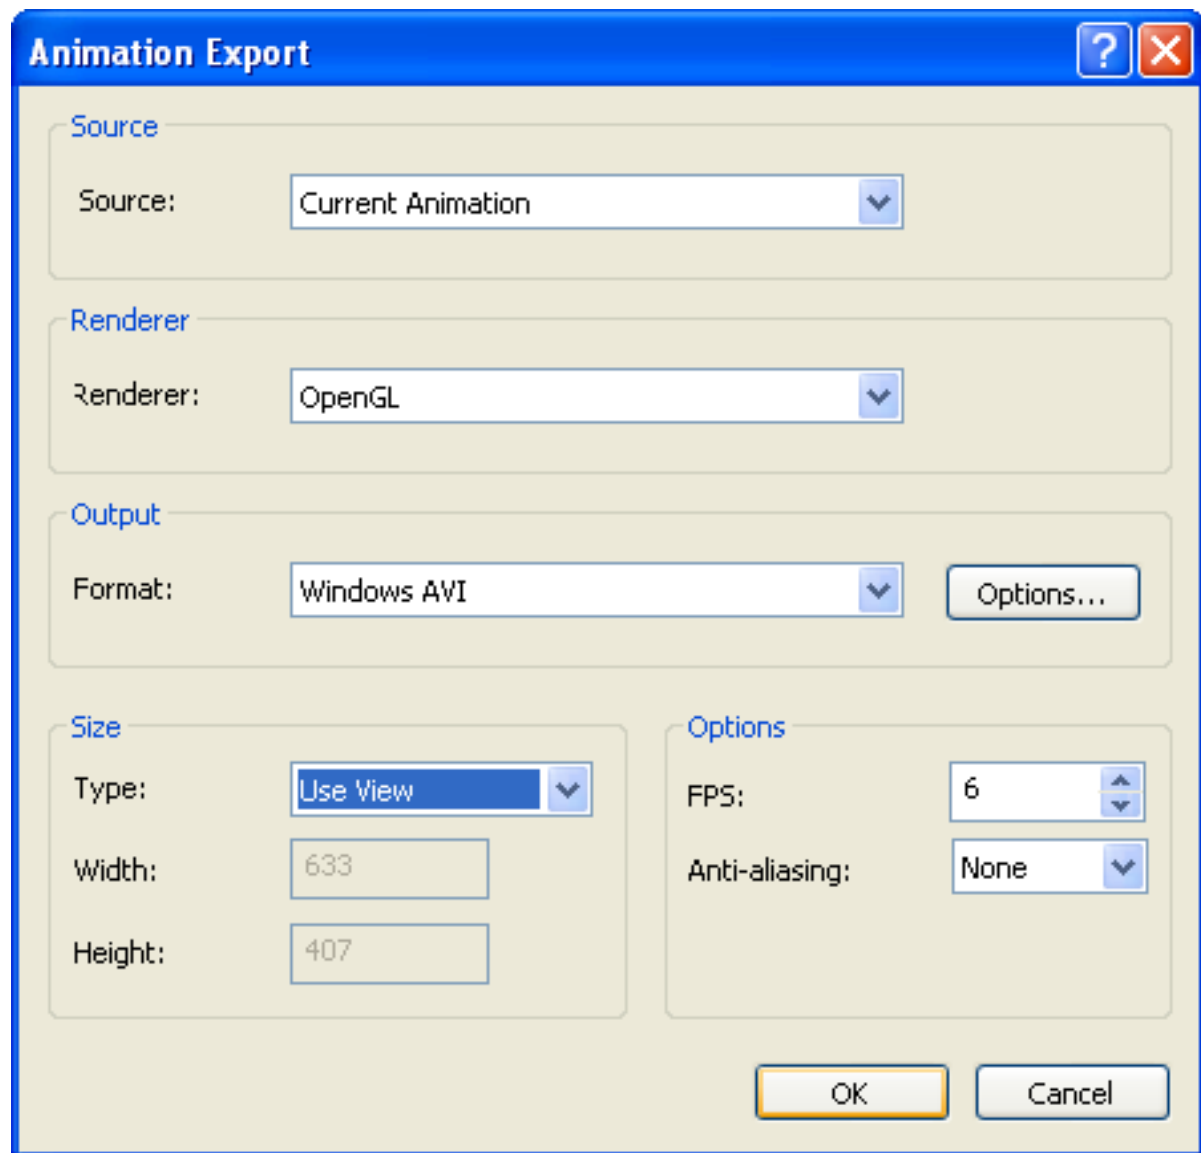 Animation Export
Source
Source: Current Animation
Renderer
Renderer: OpenGL
Output
Format: Windows AVI Options...
Size
Type: Use View
Width: 633
Height: 407
Options
FPS: 6
Anti-aliasing: None
OK Cancel